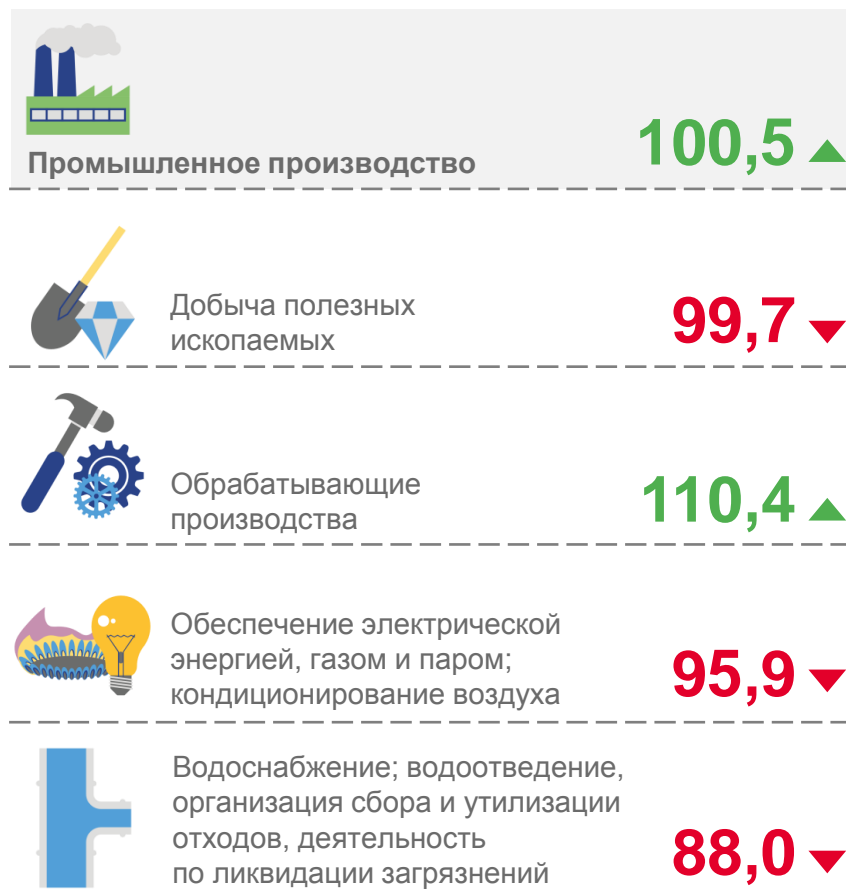 Промышленное производство
100,5
Добыча полезных
ископаемых
99,7
Обрабатывающие
производства
110,4
Обеспечение электрической
энергией, газом и паром;
кондиционирование воздуха
95,9
Водоснабжение; водоотведение,
организация сбора и утилизации
отходов, деятельность
по ликвидации загрязнений
88,0